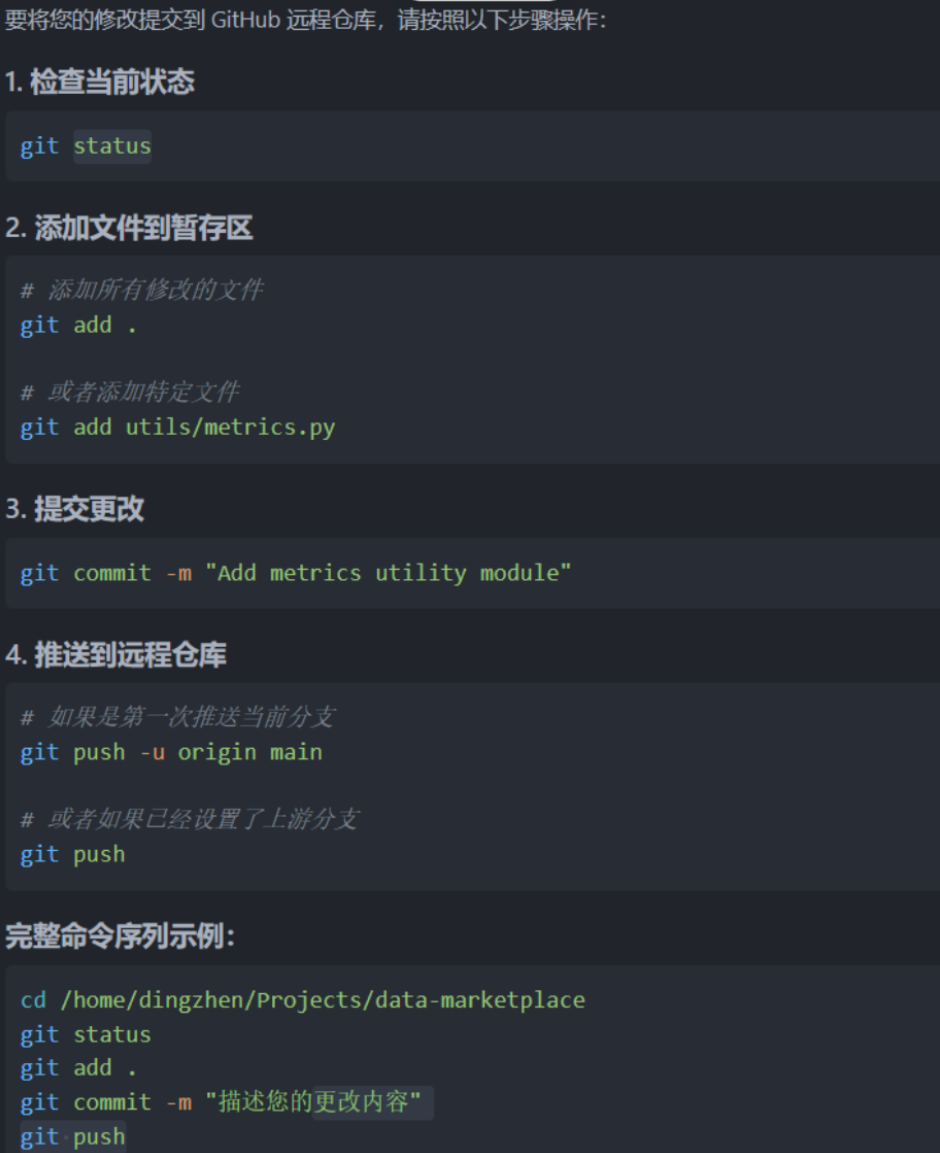 要将您的修改提交到 GitHub 远程仓库，请按照以下步骤操作：
1. 检查当前状态
git status
2. 添加文件到暂存区
# 添加所有修改的文件
git add .
# 或者添加特定文件
git add utils/metrics.py
3. 提交更改
git commit -m "Add metrics utility module"
4. 推送到远程仓库
# 如果是第一次推送当前分支
git push -u origin main
# 或者如果已经设置了上游分支
git push
完整命令序列示例：
cd /home/dingzhen/Projects/data-marketplace
git status
git add .
git commit -m "描述您的更改内容"
git push